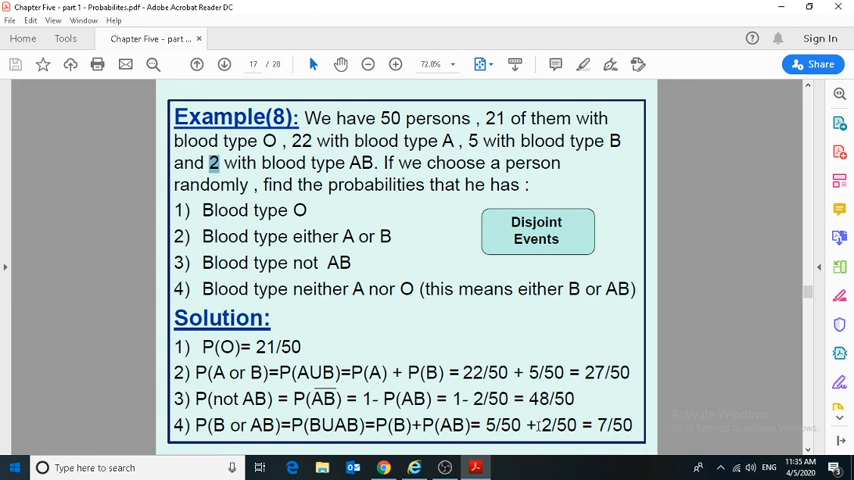 Chapter Five - part 1 - Probabilites.pdf - Adobe Acrobat Reader DC
File Edit View Window Help
Home Tools Chapter Five - part ... × Sign In
17 / 28 72.8% Share
Example(8): We have 50 persons , 21 of them with
blood type O , 22 with blood type A , 5 with blood type B
and 2 with blood type AB. If we choose a person
randomly , find the probabilities that he has :
1) Blood type O
2) Blood type either A or B
3) Blood type not AB
4) Blood type neither A nor O (this means either B or AB)
Disjoint
Events
Solution:
1) P(O)= 21/50
2) P(A or B)=P(AUB)=P(A) + P(B) = 22/50 + 5/50 = 27/50
3) P(not AB) = P(A̅B̅) = 1- P(AB) = 1- 2/50 = 48/50
4) P(B or AB)=P(BUAB)=P(B)+P(AB)= 5/50 +2/50 = 7/50
Activate Windows
Go to Settings to activate Windows.
Type here to search
ENG
11:35 AM
4/5/2020
3